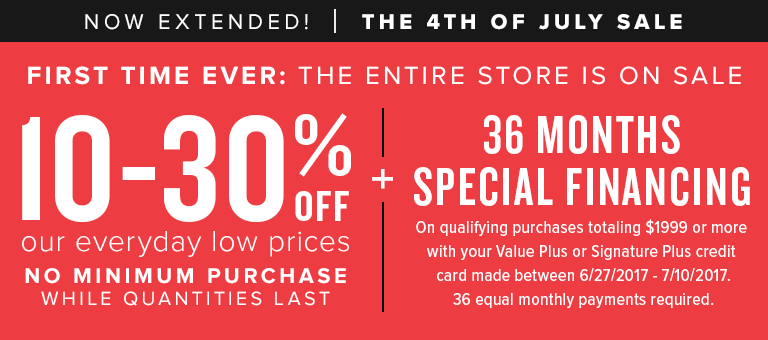 NOW EXTENDED! | THE 4TH OF JULY SALE
FIRST TIME EVER: THE ENTIRE STORE IS ON SALE
10-30% OFF
our everyday low prices
NO MINIMUM PURCHASE
WHILE QUANTITIES LAST
+
36 MONTHS
SPECIAL FINANCING
On qualifying purchases totaling $1999 or more
with your Value Plus or Signature Plus credit
card made between 6/27/2017 - 7/10/2017.
36 equal monthly payments required.